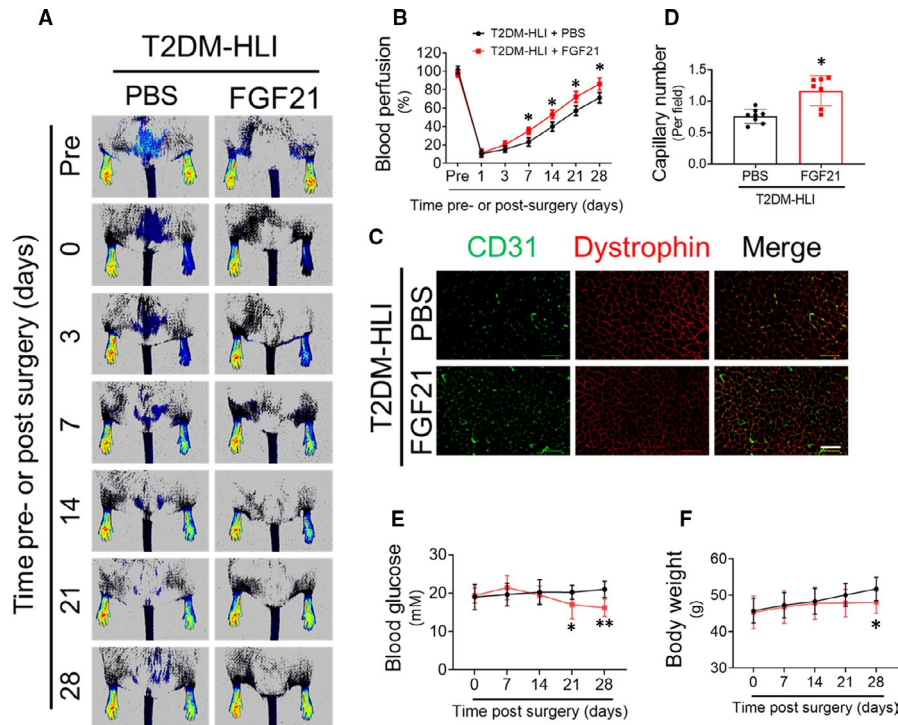 A
T2DM-HLI
PBS FGF21
Time pre- or post surgery (days)
Pre
0
3
7
14
21
28
B
T2DM-HLI + PBS
T2DM-HLI + FGF21
Blood perfusion
(%)
120
100
80
60
40
20
0
* * * *
Pre 1 3 7 14 21 28
Time pre- or post-surgery (days)
D
Capillary number
(Per field)
1.5
1.0
0.5
0.0
*
PBS FGF21
T2DM-HLI
C
CD31 Dystrophin Merge
T2DM-HLI
PBS
FGF21
E
Blood glucose
(mM)
40
30
20
10
0
* **
0 7 14 21 28
Time post surgery (days)
F
Body weight
(g)
60
50
40
30
*
0 7 14 21 28
Time post surgery (days)